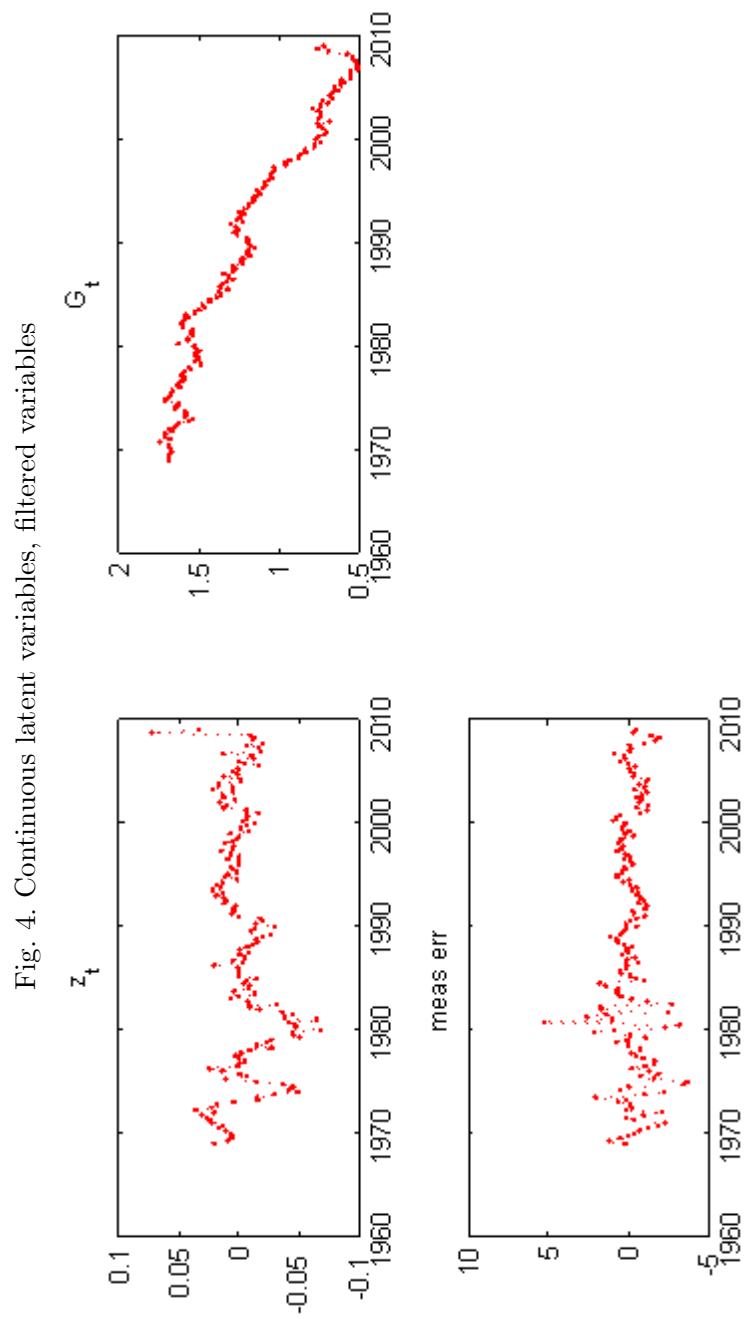 Fig. 4. Continuous latent variables, filtered variables
z_t
0.1
0.05
0
-0.05
-0.1
1960 1970 1980 1990 2000 2010
G_t
2
1.5
1
0.5
1960 1970 1980 1990 2000 2010
meas err
10
5
0
-5
1960 1970 1980 1990 2000 2010